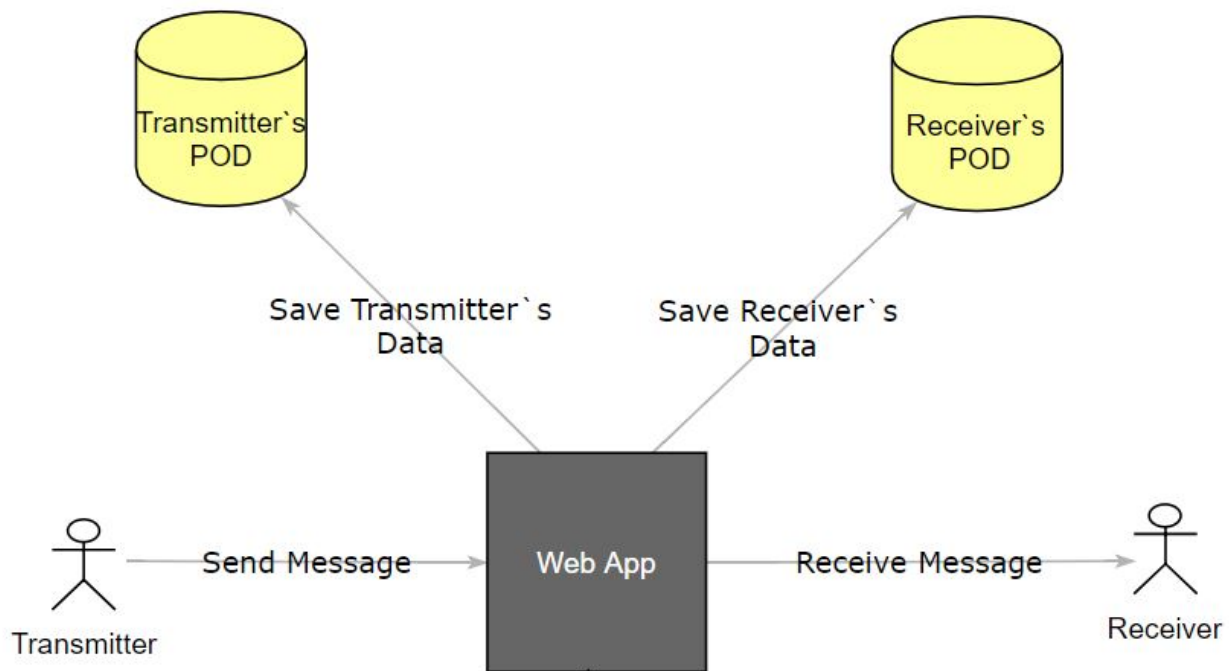 Transmitter`s
POD
Receiver`s
POD
Save Transmitter`s
Data
Save Receiver`s
Data
Send Message
Web App
Receive Message
Transmitter
Receiver